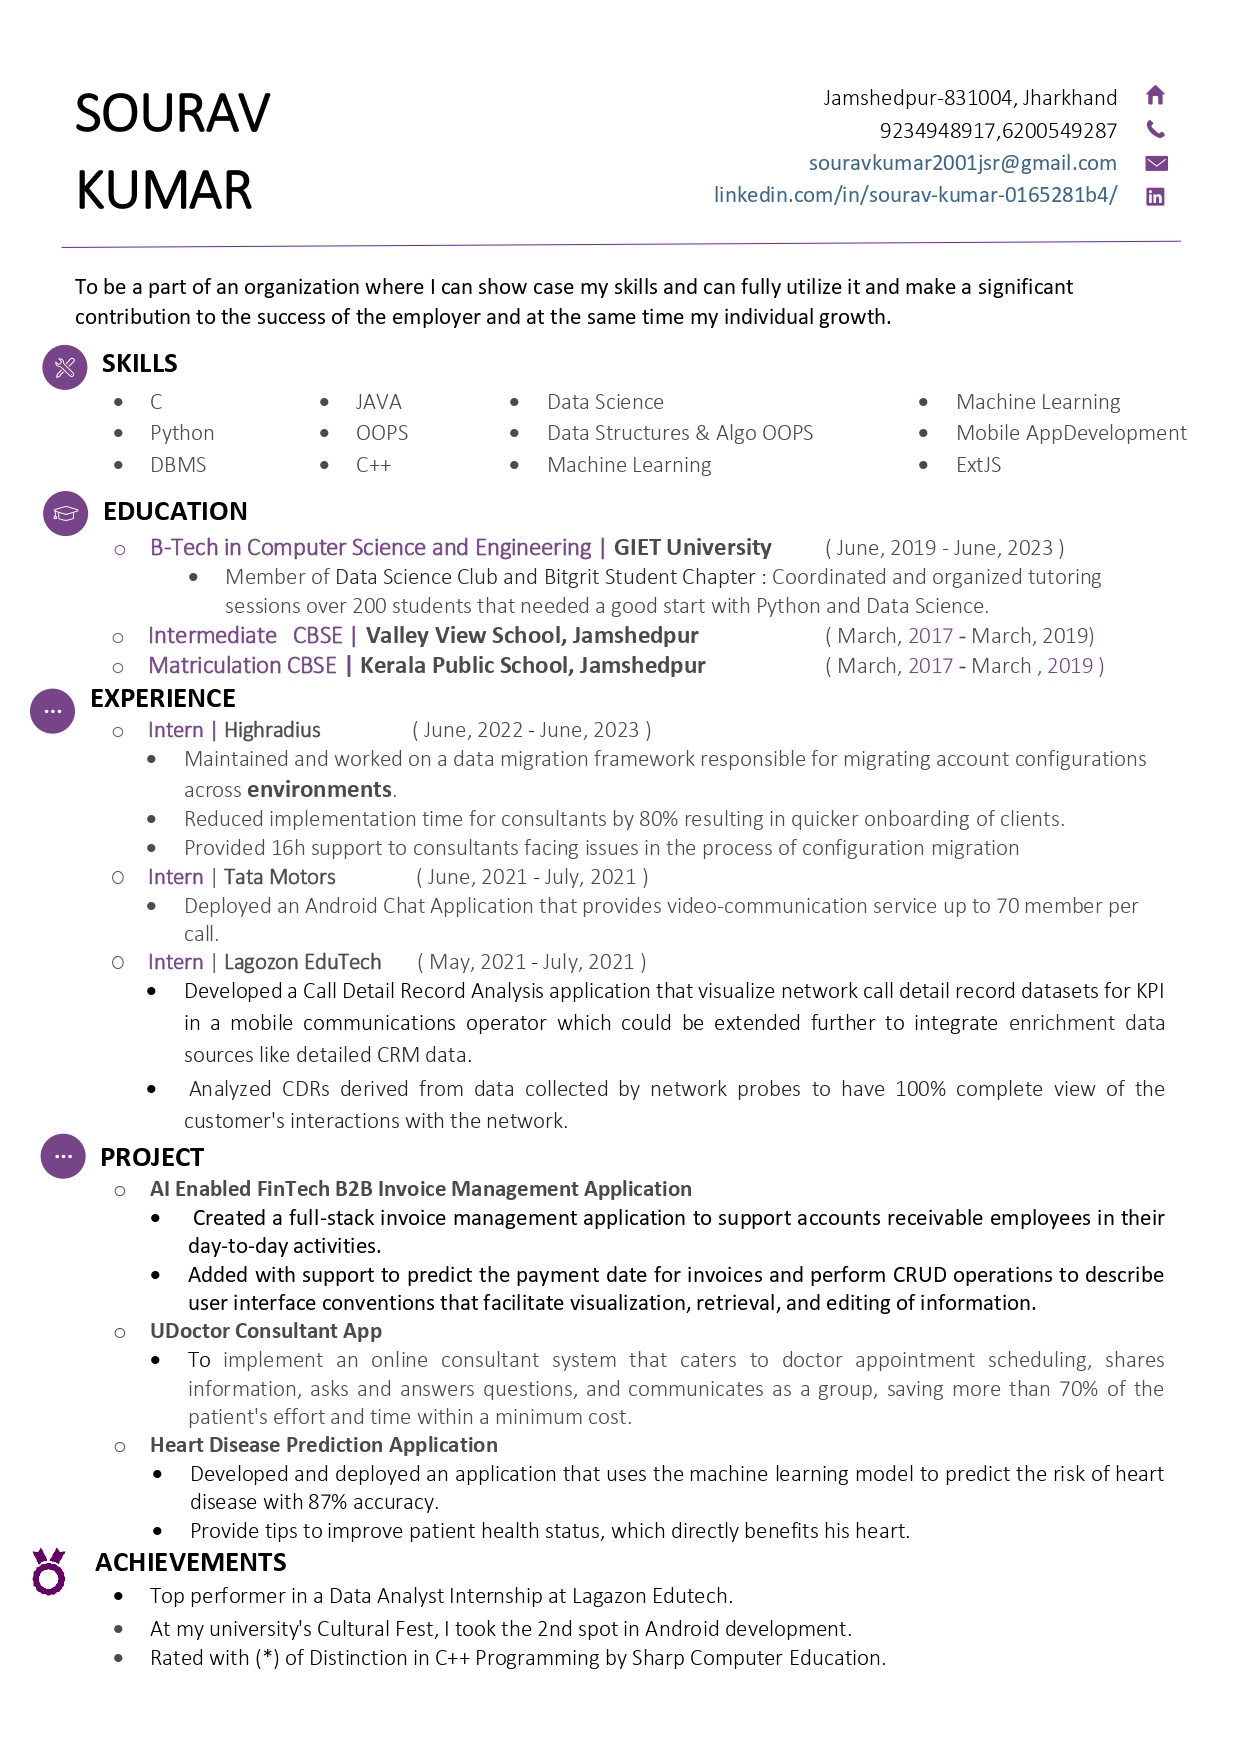 SOURAV
KUMAR
Jamshedpur-831004, Jharkhand
9234948917,6200549287
souravkumar2001jsr@gmail.com
linkedin.com/in/sourav-kumar-0165281b4/
To be a part of an organization where I can show case my skills and can fully utilize it and make a significant
contribution to the success of the employer and at the same time my individual growth.
SKILLS
• C • JAVA • Data Science • Machine Learning
• Python • OOPS • Data Structures & Algo OOPS • Mobile AppDevelopment
• DBMS • C++ • Machine Learning • ExtJS
EDUCATION
o B-Tech in Computer Science and Engineering | GIET University ( June, 2019 - June, 2023 )
• Member of Data Science Club and Bitgrit Student Chapter : Coordinated and organized tutoring
sessions over 200 students that needed a good start with Python and Data Science.
o Intermediate CBSE | Valley View School, Jamshedpur ( March, 2017 - March, 2019)
o Matriculation CBSE | Kerala Public School, Jamshedpur ( March, 2017 - March , 2019 )
EXPERIENCE
o Intern | Highradius ( June, 2022 - June, 2023 )
• Maintained and worked on a data migration framework responsible for migrating account configurations
across environments.
• Reduced implementation time for consultants by 80% resulting in quicker onboarding of clients.
• Provided 16h support to consultants facing issues in the process of configuration migration
O Intern | Tata Motors ( June, 2021 - July, 2021 )
• Deployed an Android Chat Application that provides video-communication service up to 70 member per
call.
O Intern | Lagozon EduTech ( May, 2021 - July, 2021 )
• Developed a Call Detail Record Analysis application that visualize network call detail record datasets for KPI
in a mobile communications operator which could be extended further to integrate enrichment data
sources like detailed CRM data.
• Analyzed CDRs derived from data collected by network probes to have 100% complete view of the
customer's interactions with the network.
PROJECT
o AI Enabled FinTech B2B Invoice Management Application
• Created a full-stack invoice management application to support accounts receivable employees in their
day-to-day activities.
• Added with support to predict the payment date for invoices and perform CRUD operations to describe
user interface conventions that facilitate visualization, retrieval, and editing of information.
o UDoctor Consultant App
• To implement an online consultant system that caters to doctor appointment scheduling, shares
information, asks and answers questions, and communicates as a group, saving more than 70% of the
patient's effort and time within a minimum cost.
o Heart Disease Prediction Application
• Developed and deployed an application that uses the machine learning model to predict the risk of heart
disease with 87% accuracy.
• Provide tips to improve patient health status, which directly benefits his heart.
ACHIEVEMENTS
• Top performer in a Data Analyst Internship at Lagazon Edutech.
• At my university's Cultural Fest, I took the 2nd spot in Android development.
• Rated with (*) of Distinction in C++ Programming by Sharp Computer Education.